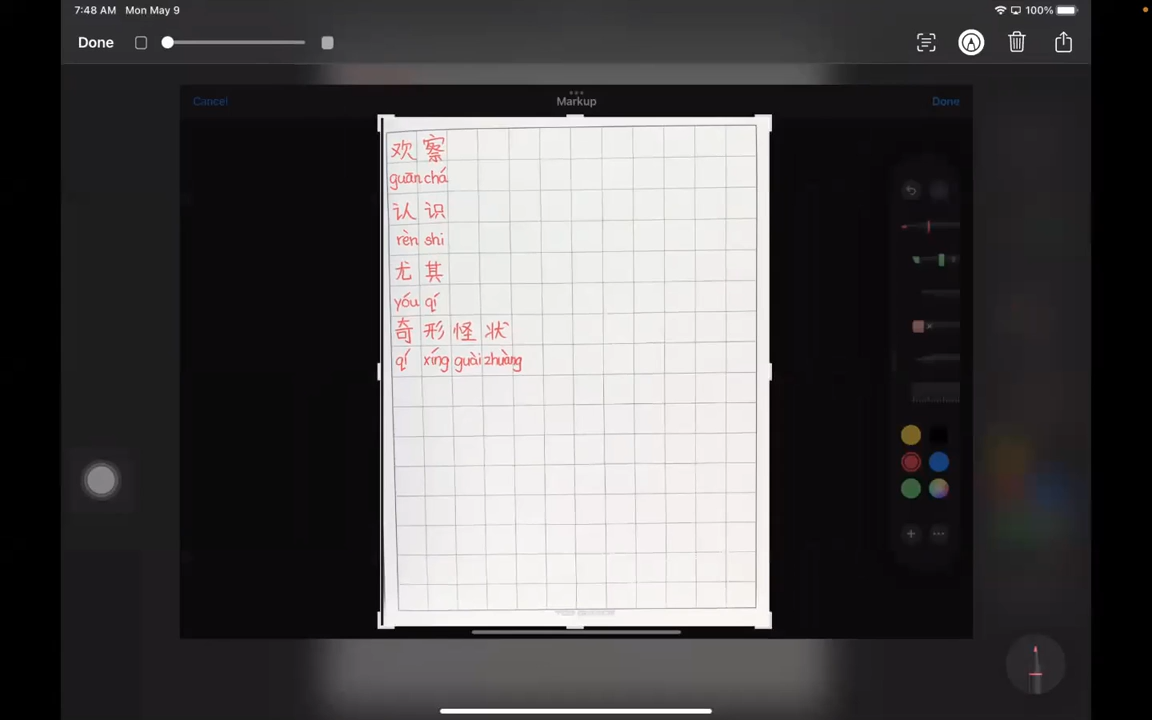 7:48 AM Mon May 9 100%
Done
Cancel Markup Done
欢察
guān chá
认识
rèn shi
尤其
yóu qí
奇形怪状
qí xíng guài zhuàng